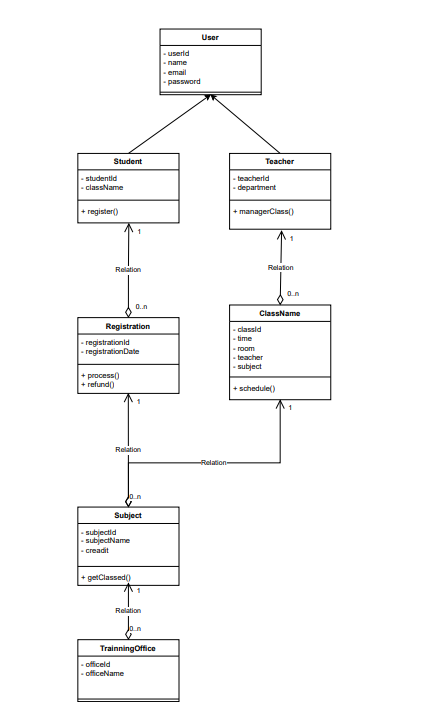 User
- userId
- name
- email
- password
Student
- studentId
- className
+ register()
Teacher
- teacherId
- department
+ managerClass()
1
1
Relation
Relation
0..n
0..n
Registration
- registrationId
- registrationDate
+ process()
+ refund()
ClassName
- classId
- time
- room
- teacher
- subject
+ schedule()
1
1
Relation
Relation
0..n
Subject
- subjectId
- subjectName
- creadit
+ getClassed()
1
Relation
0..n
TrainningOffice
- officeId
- officeName